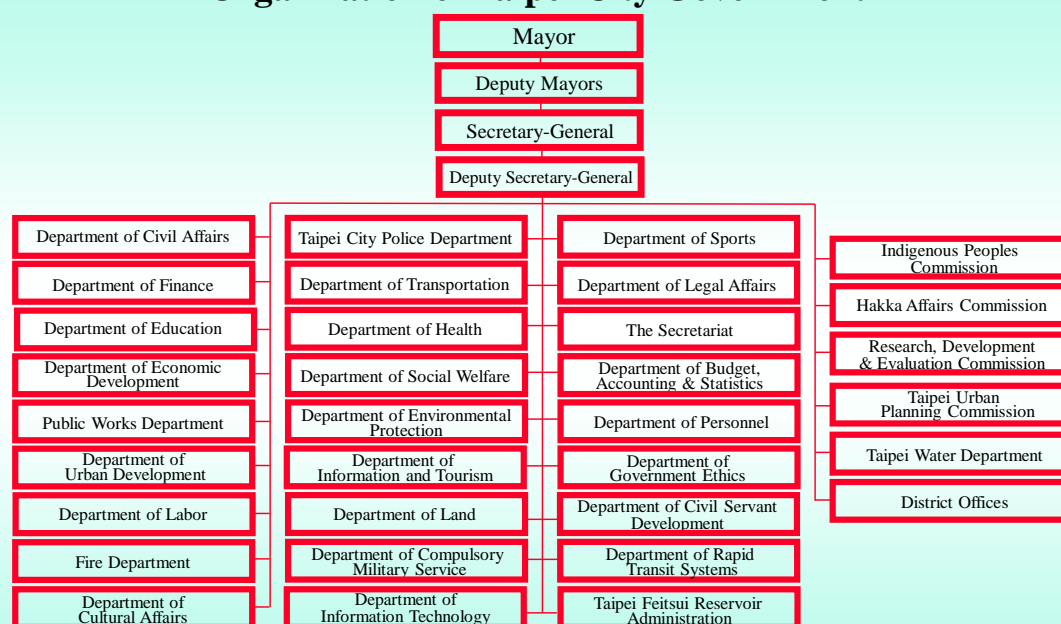 Organization of Taipei City Government
Mayor
Deputy Mayors
Secretary-General
Deputy Secretary-General
Department of Civil Affairs
Department of Finance
Department of Education
Department of Economic
Development
Public Works Department
Department of
Urban Development
Department of Labor
Fire Department
Department of
Cultural Affairs
Taipei City Police Department
Department of Transportation
Department of Health
Department of Social Welfare
Department of Environmental
Protection
Department of
Information and Tourism
Department of Land
Department of Compulsory
Military Service
Department of
Information Technology
Department of Sports
Department of Legal Affairs
The Secretariat
Department of Budget,
Accounting & Statistics
Department of Personnel
Department of
Government Ethics
Department of Civil Servant
Development
Department of Rapid
Transit Systems
Taipei Feitsui Reservoir
Administration
Indigenous Peoples
Commission
Hakka Affairs Commission
Research, Development
& Evaluation Commission
Taipei Urban
Planning Commission
Taipei Water Department
District Offices